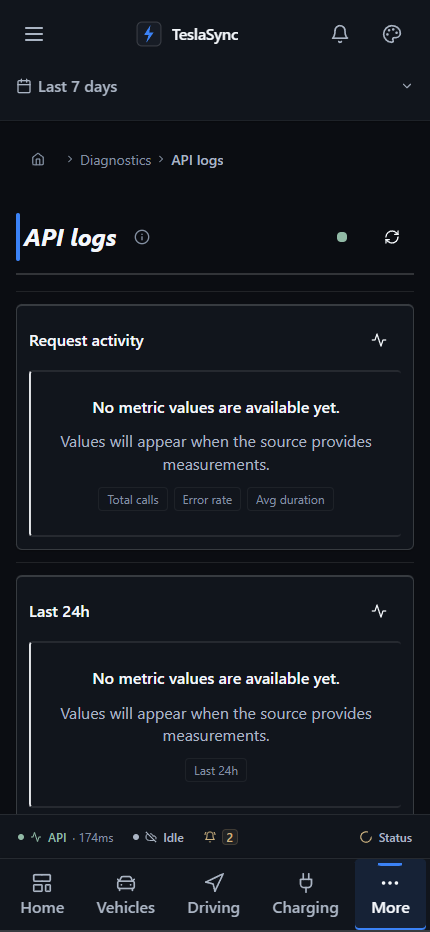 TeslaSync
Last 7 days
Diagnostics
API logs
API logs
Request activity
No metric values are available yet.
Values will appear when the source provides
measurements.
Total calls
Error rate
Avg duration
Last 24h
No metric values are available yet.
Values will appear when the source provides
measurements.
Last 24h
API · 174ms
Idle
2
Status
Home
Vehicles
Driving
Charging
More